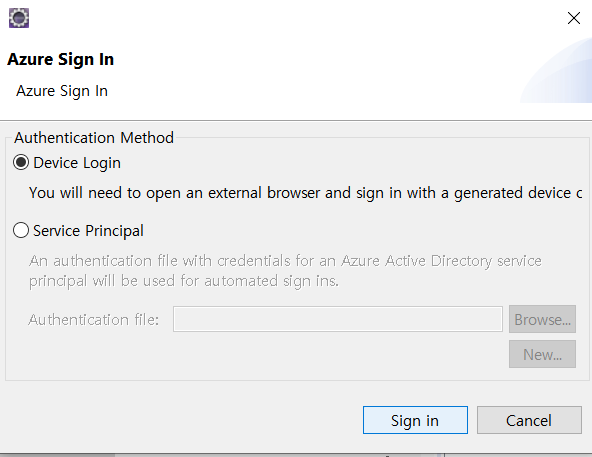 Azure Sign In
Azure Sign In
Authentication Method
Device Login
You will need to open an external browser and sign in with a generated device c
Service Principal
An authentication file with credentials for an Azure Active Directory service
principal will be used for automated sign ins.
Authentication file:
Browse...
New...
Sign in
Cancel